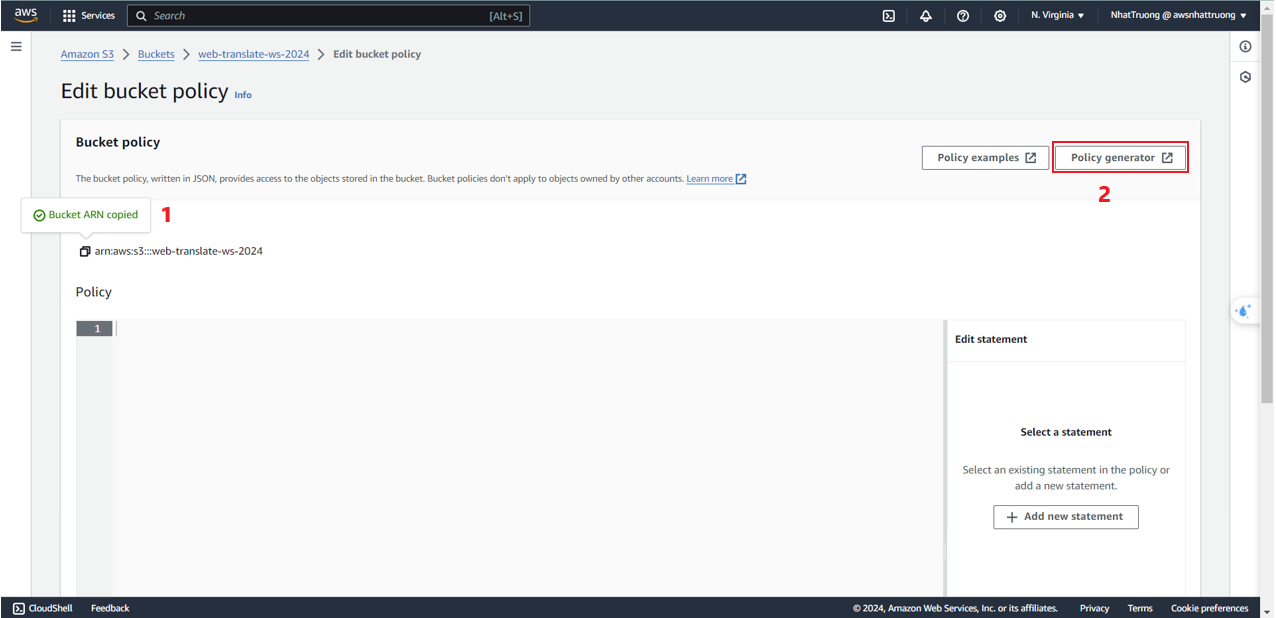 aws Services Search [Alt+S] N. Virginia NhatTruong @ awsnhattruong
Amazon S3 Buckets web-translate-ws-2024 Edit bucket policy
Edit bucket policy Info
Bucket policy
Policy examples Policy generator
The bucket policy, written in JSON, provides access to the objects stored in the bucket. Bucket policies don't apply to objects owned by other accounts. Learn more
2
Bucket ARN copied 1
arn:aws:s3:::web-translate-ws-2024
Policy
1
Edit statement
Select a statement
Select an existing statement in the policy or
add a new statement.
+ Add new statement
CloudShell Feedback © 2024, Amazon Web Services, Inc. or its affiliates. Privacy Terms Cookie preferences